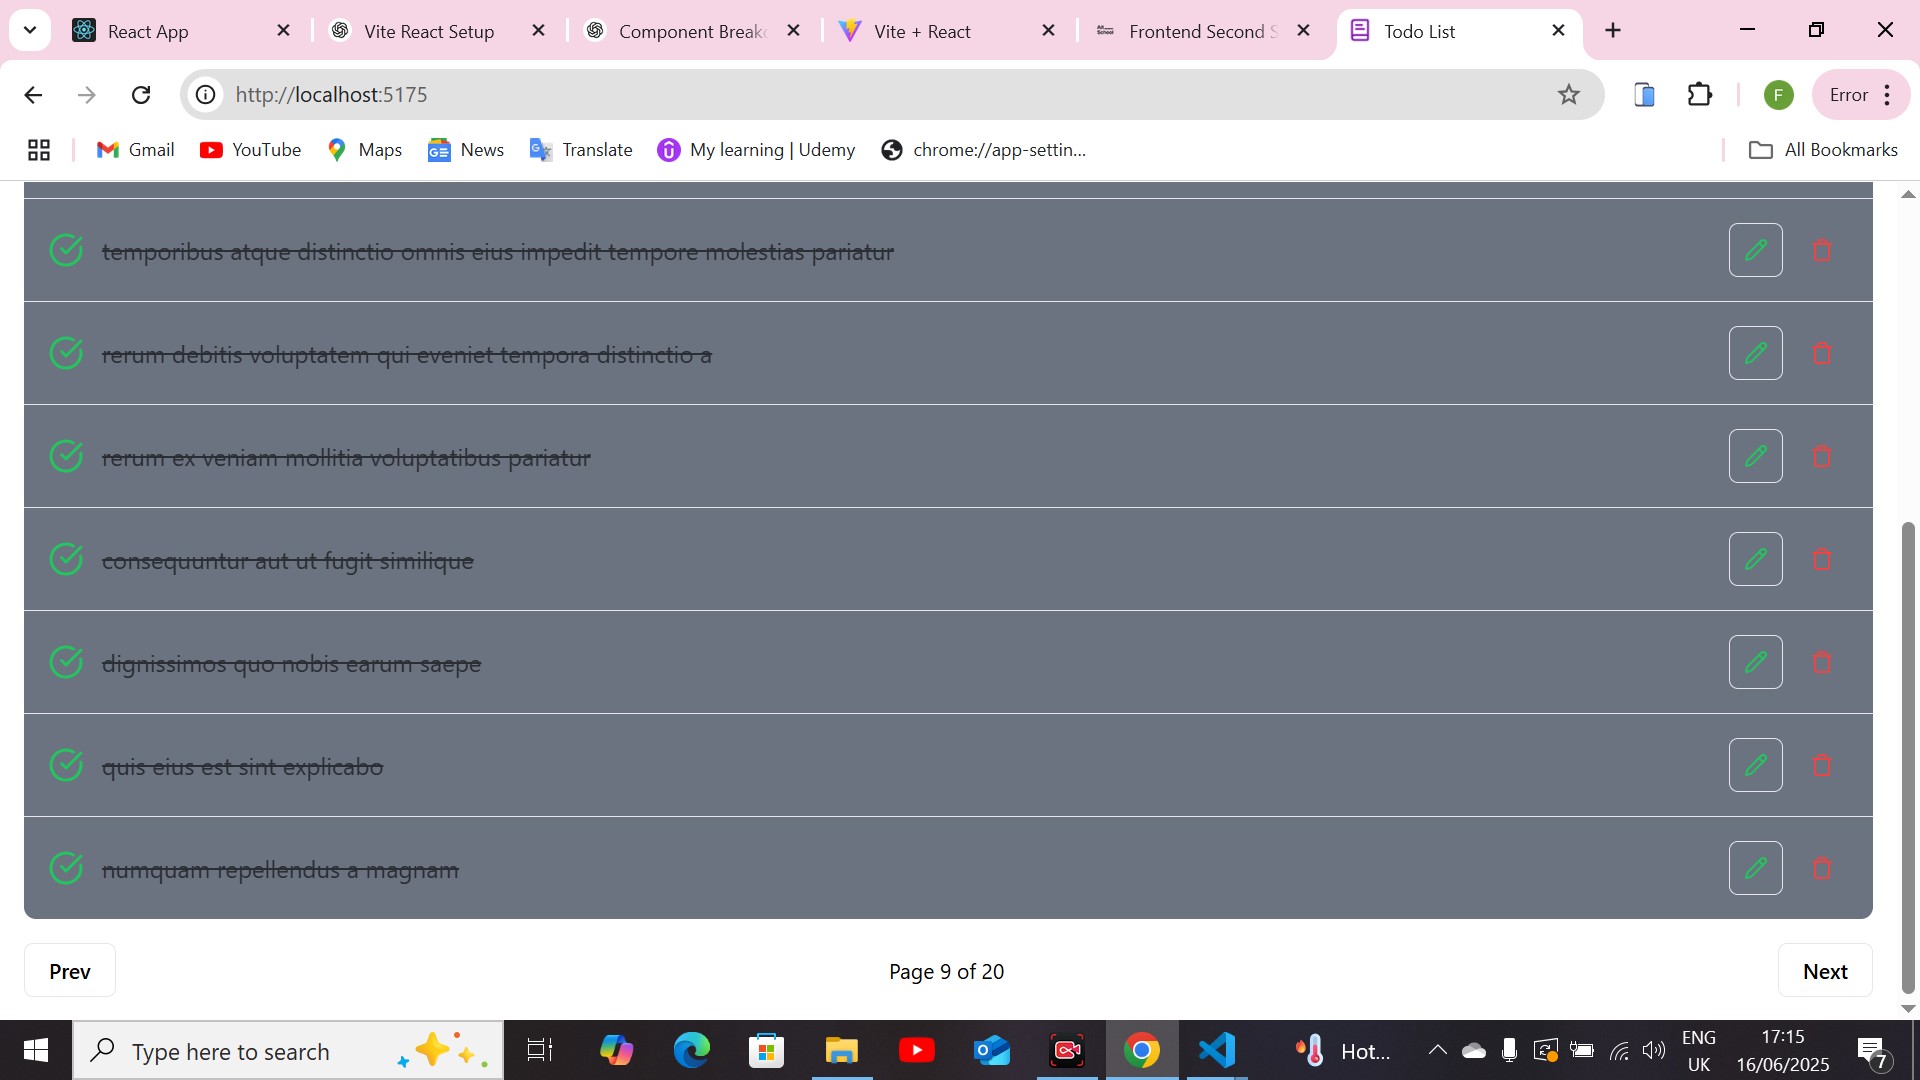 React App
Vite React Setup
Component Break
Vite + React
Frontend Second S
Todo List
http://localhost:5175
F
Error
Gmail
YouTube
Maps
News
Translate
My learning | Udemy
chrome://app-settin...
All Bookmarks
temporibus atque distinctio omnis eius impedit tempore molestias pariatur
rerum debitis voluptatem qui eveniet tempora distinctio a
rerum ex veniam mollitia voluptatibus pariatur
consequuntur aut ut fugit similique
dignissimos quo nobis earum saepe
quis eius est sint explicabo
numquam repellendus a magnam
Prev
Page 9 of 20
Next
Type here to search
Hot...
ENG
UK
17:15
16/06/2025
7